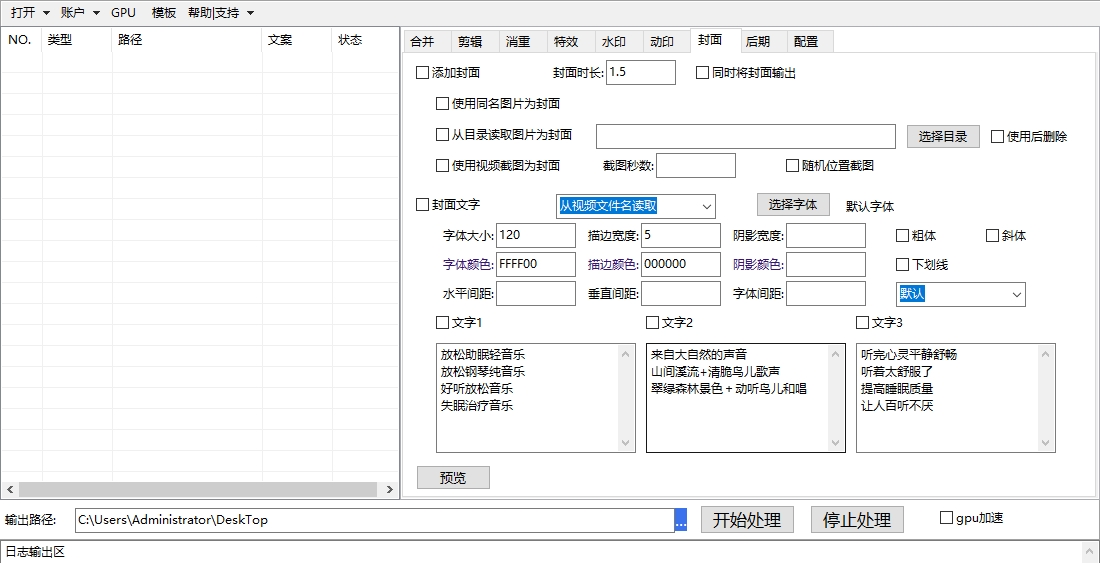 打开 账户 GPU 模板 帮助|支持
NO. 类型 路径 文案 状态
合并 剪辑 消重 特效 水印 动印 封面 后期 配置
添加封面 封面时长: 1.5 同时将封面输出
使用同名图片为封面
从目录读取图片为封面 选择目录 使用后删除
使用视频截图为封面 截图秒数: 随机位置截图
封面文字 从视频文件名读取 选择字体 默认字体
字体大小: 120 描边宽度: 5 阴影宽度: 粗体 斜体
字体颜色: FFFF00 描边颜色: 000000 阴影颜色: 下划线
水平间距: 垂直间距: 字体间距: 默认
文字1 文字2 文字3
放松助眠轻音乐
放松钢琴纯音乐
好听放松音乐
失眠治疗音乐
来自大自然的声音
山间溪流+清脆鸟儿歌声
翠绿森林景色＋动听鸟儿和唱
听完心灵平静舒畅
听着太舒服了
提高睡眠质量
让人百听不厌
预览
输出路径: C:\Users\Administrator\DeskTop ... 开始处理 停止处理 gpu加速
日志输出区